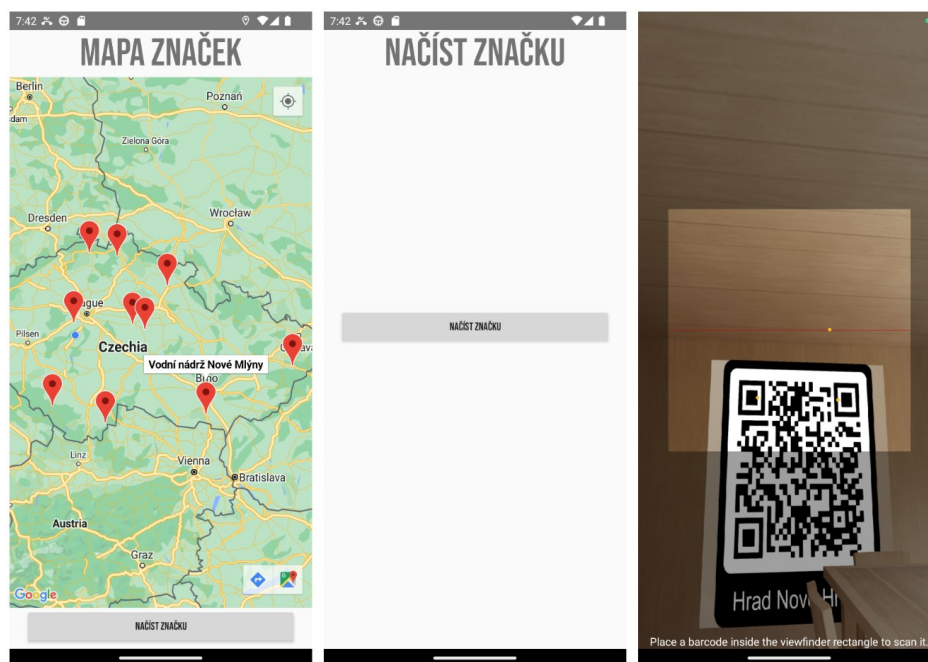 7:42
MAPA ZNAČEK
Berlin
Poznań
Zielona Góra
Dresden
Wrocław
Pilsen
Czechia
Vodní nádrž Nové Mlýny
Brno
Linz
Vienna
Bratislava
Austria
Graz
Google
NAČÍST ZNAČKU
7:42
NAČÍST ZNAČKU
NAČÍST ZNAČKU
Hrad Nov
Place a barcode inside the viewfinder rectangle to scan it.